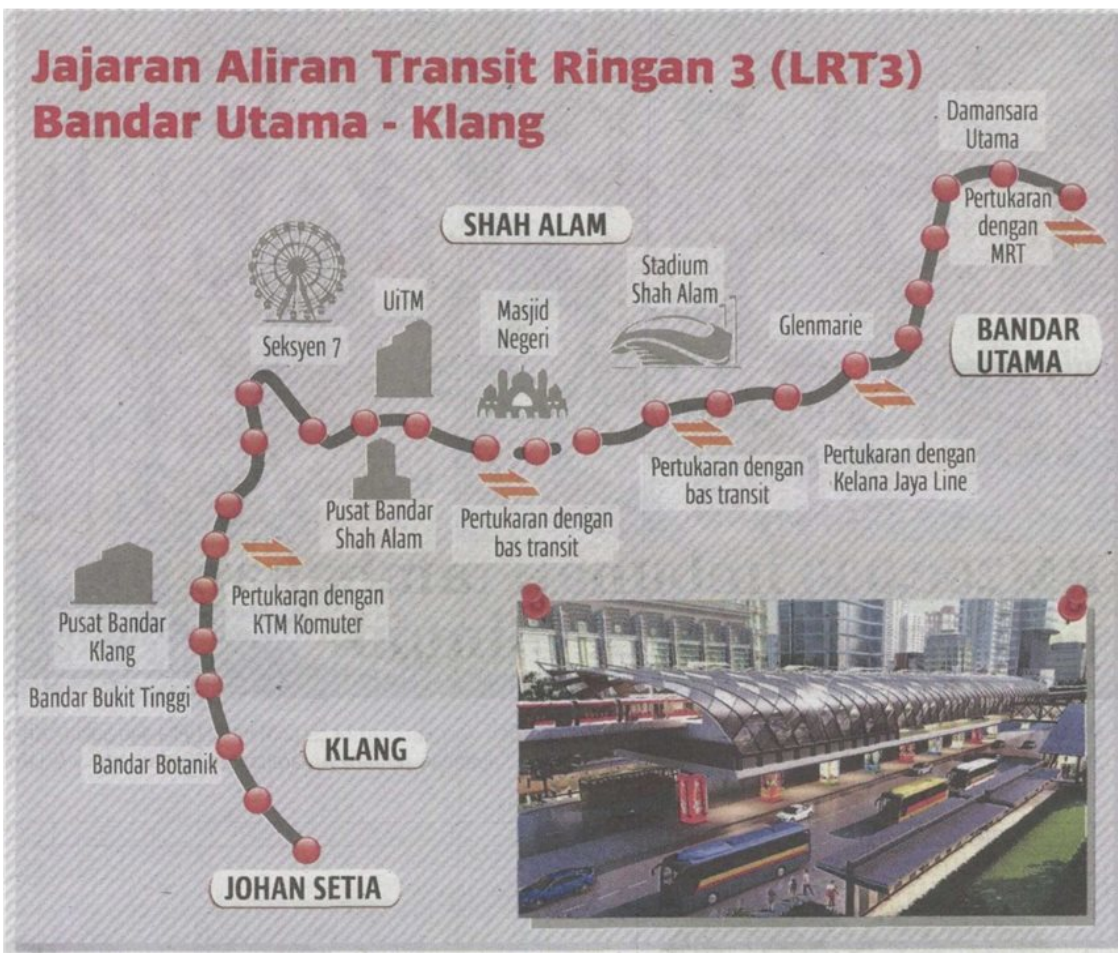 Jajaran Aliran Transit Ringan 3 (LRT3)
Bandar Utama - Klang
Damansara
Utama
Pertukaran
dengan
MRT
SHAH ALAM
Stadium
Shah Alam
UiTM
Masjid
Negeri
Seksyen 7
Glenmarie
BANDAR
UTAMA
Pertukaran dengan
Kelana Jaya Line
Pertukaran dengan
bas transit
Pusat Bandar
Shah Alam
Pertukaran dengan
bas transit
Pertukaran dengan
KTM Komuter
Pusat Bandar
Klang
Bandar Bukit Tinggi
Bandar Botanik
KLANG
JOHAN SETIA